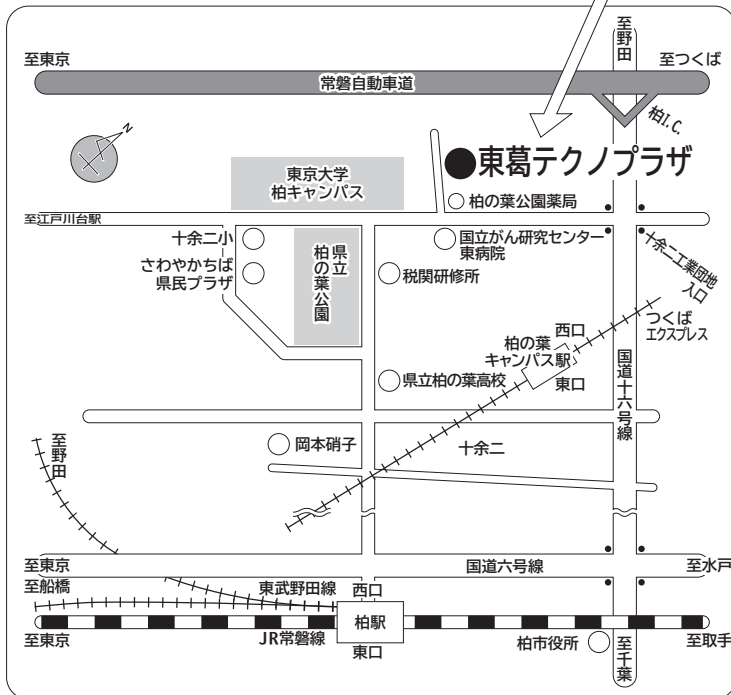 至野田
至東京
至つくば
常磐自動車道
柏I.C.
東京大学
柏キャンパス
●東葛テクノプラザ
柏の葉公園薬局
至江戸川台駅
十余二小
さわやかちば
県民プラザ
県立
柏の葉公園
国立がん研究センター
東病院
税関研修所
十余二工業団地
入口
つくば
エクスプレス
西口
柏の葉
キャンパス駅
東口
国道十六号線
県立柏の葉高校
至野田
岡本硝子
十余二
至東京
国道六号線
至水戸
至船橋
東武野田線
西口
柏駅
至東京
JR常磐線
東口
柏市役所
至千葉
至取手
N